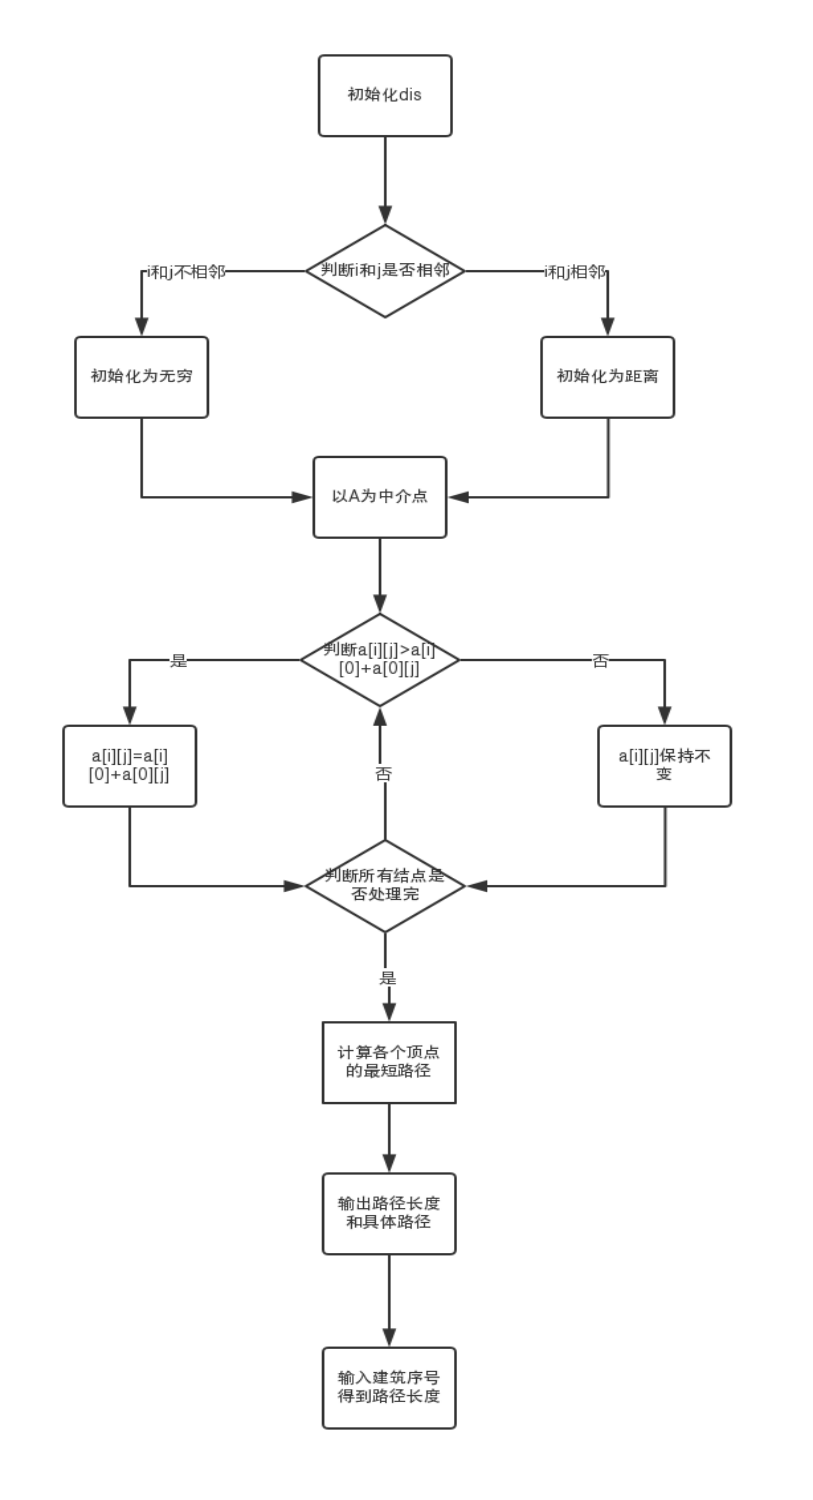 初始化dis
判断i和j是否相邻
i和j不相邻
i和j相邻
初始化为无穷
初始化为距离
以A为中介点
判断a[i][j]>a[i]
[0]+a[0][j]
是
否
a[i][j]=a[i]
[0]+a[0][j]
a[i][j]保持不
变
否
判断所有结点是
否处理完
是
计算各个顶点
的最短路径
输出路径长度
和具体路径
输入建筑序号
得到路径长度